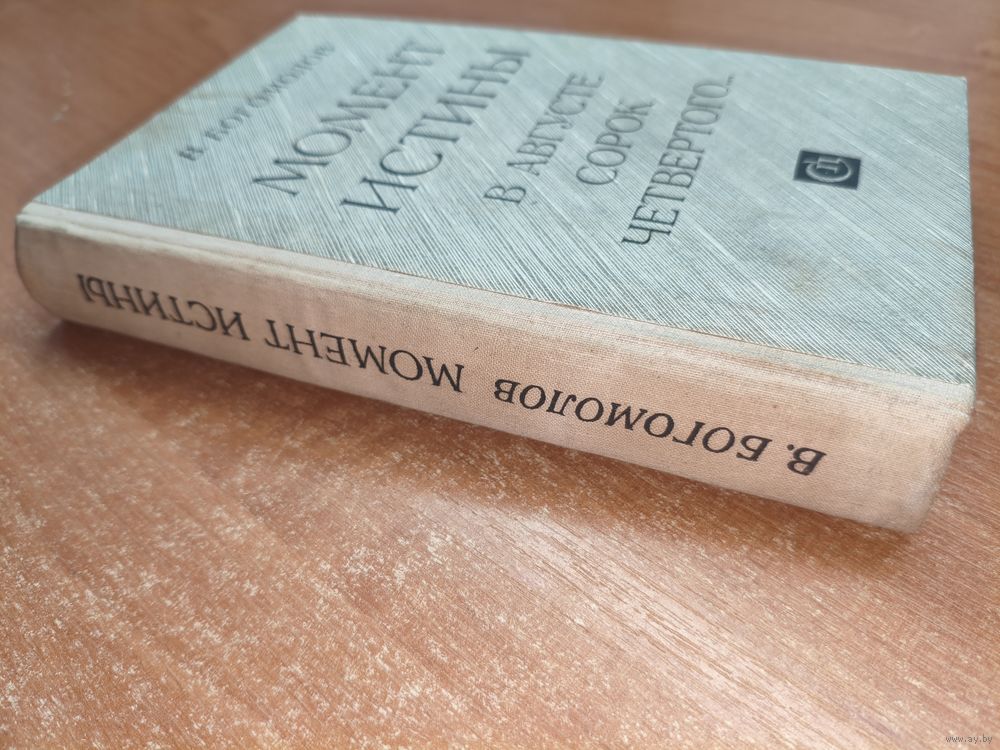 В. Богомолов
МОМЕНТ
ИСТИНЫ
В АВГУСТЕ
СОРОК
ЧЕТВЕРТОГО...
В. БОГОМОЛОВ МОМЕНТ ИСТИНЫ
www.ay.by